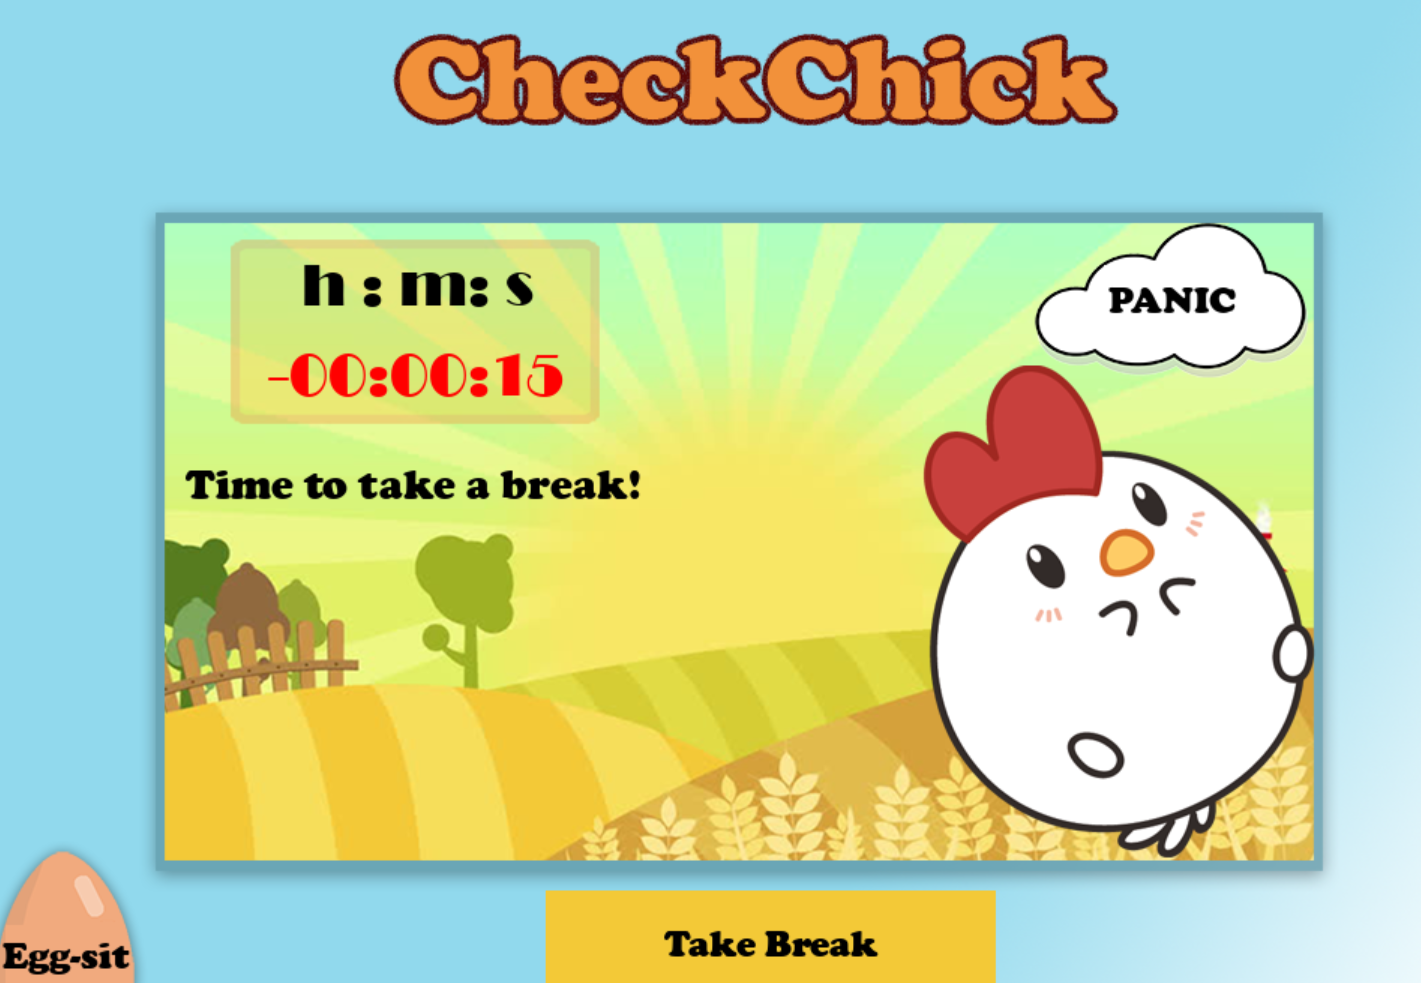 CheckChick
h : m: s
PANIC
-00:00:15
Time to take a break!
Egg-sit
Take Break